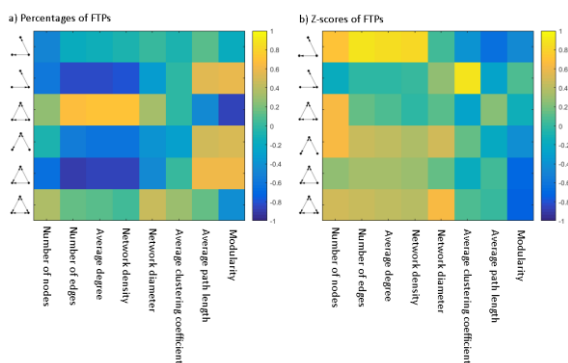 a) Percentages of FTPs
b) Z-scores of FTPs
1
0.8
0.6
0.4
0.2
0
-0.2
-0.4
-0.6
-0.8
-1
1
0.8
0.6
0.4
0.2
0
-0.2
-0.4
-0.6
-0.8
-1
Number of nodes
Number of edges
Average degree
Network density
Network diameter
Average clustering coefficient
Average path length
Modularity
Number of nodes
Number of edges
Average degree
Network density
Network diameter
Average clustering coefficient
Average path length
Modularity